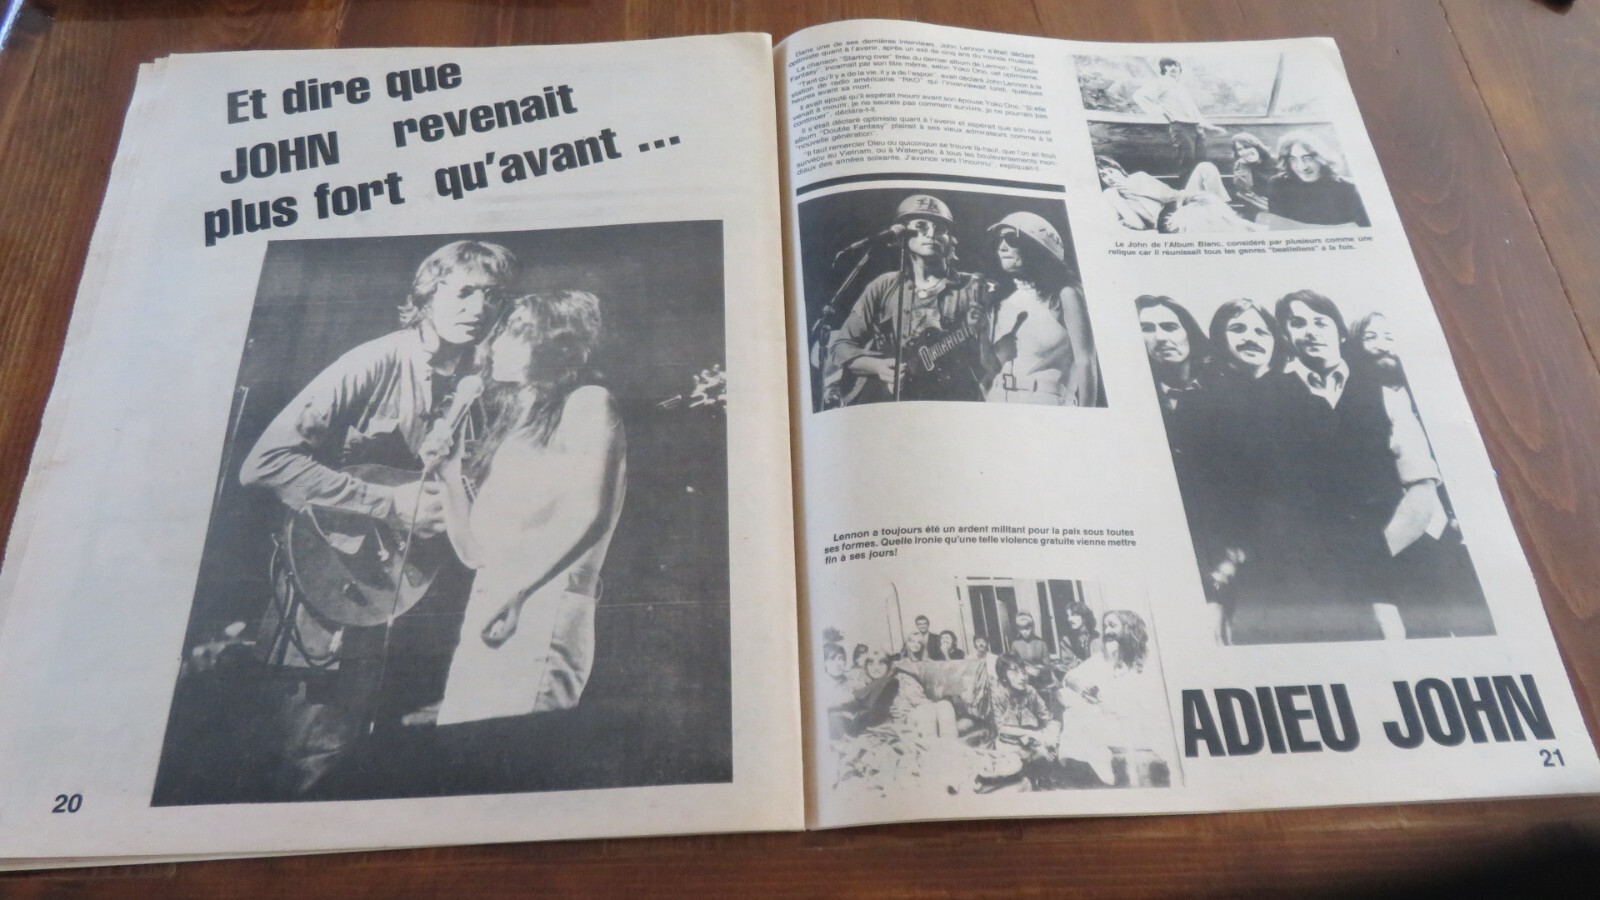 Et dire que
JOHN revenait
plus fort qu'avant ...
20
Dans une de ses dernières interviews, John Lennon s'était déclaré
optimiste quant à l'avenir, après un exil de cinq ans du monde musical.
La chanson "Starting over" tirée du dernier album de Lennon: "Double
Fantasy", incarnait par son titre même, selon Yoko Ono, cet optimisme.
"Tant qu'il y a de la vie, il y a de l'espoir", avait déclaré John Lennon à la
station de radio américaine "RKO" qui l'interviewait lundi, quelques
heures avant sa mort.
Il avait ajouté qu'il espérait mourir avant son épouse Yoko Ono. "Si elle
venait à mourir, je ne saurais pas comment survivre, je ne pourrais pas
continuer", déclara-t-il.
Il s'était déclaré optimiste quant à l'avenir et espérait que son nouvel
album "Double Fantasy" plairait à ses vieux admirateurs comme à la
"nouvelle génération".
"Il faut remercier Dieu ou quiconque se trouve là-haut, que l'on ait tous
survécu au Vietnam, ou à Watergate, à tous les bouleversements mon-
diaux des années soixante. J'avance vers l'inconnu", expliquait-il.
Le John de l'Album Blanc, considéré par plusieurs comme une
relique car il réunissait tous les genres "beatleliens" à la fois.
Lennon a toujours été un ardent militant pour la paix sous toutes
ses formes. Quelle ironie qu'une telle violence gratuite vienne mettre
fin à ses jours!
ADIEU JOHN
21